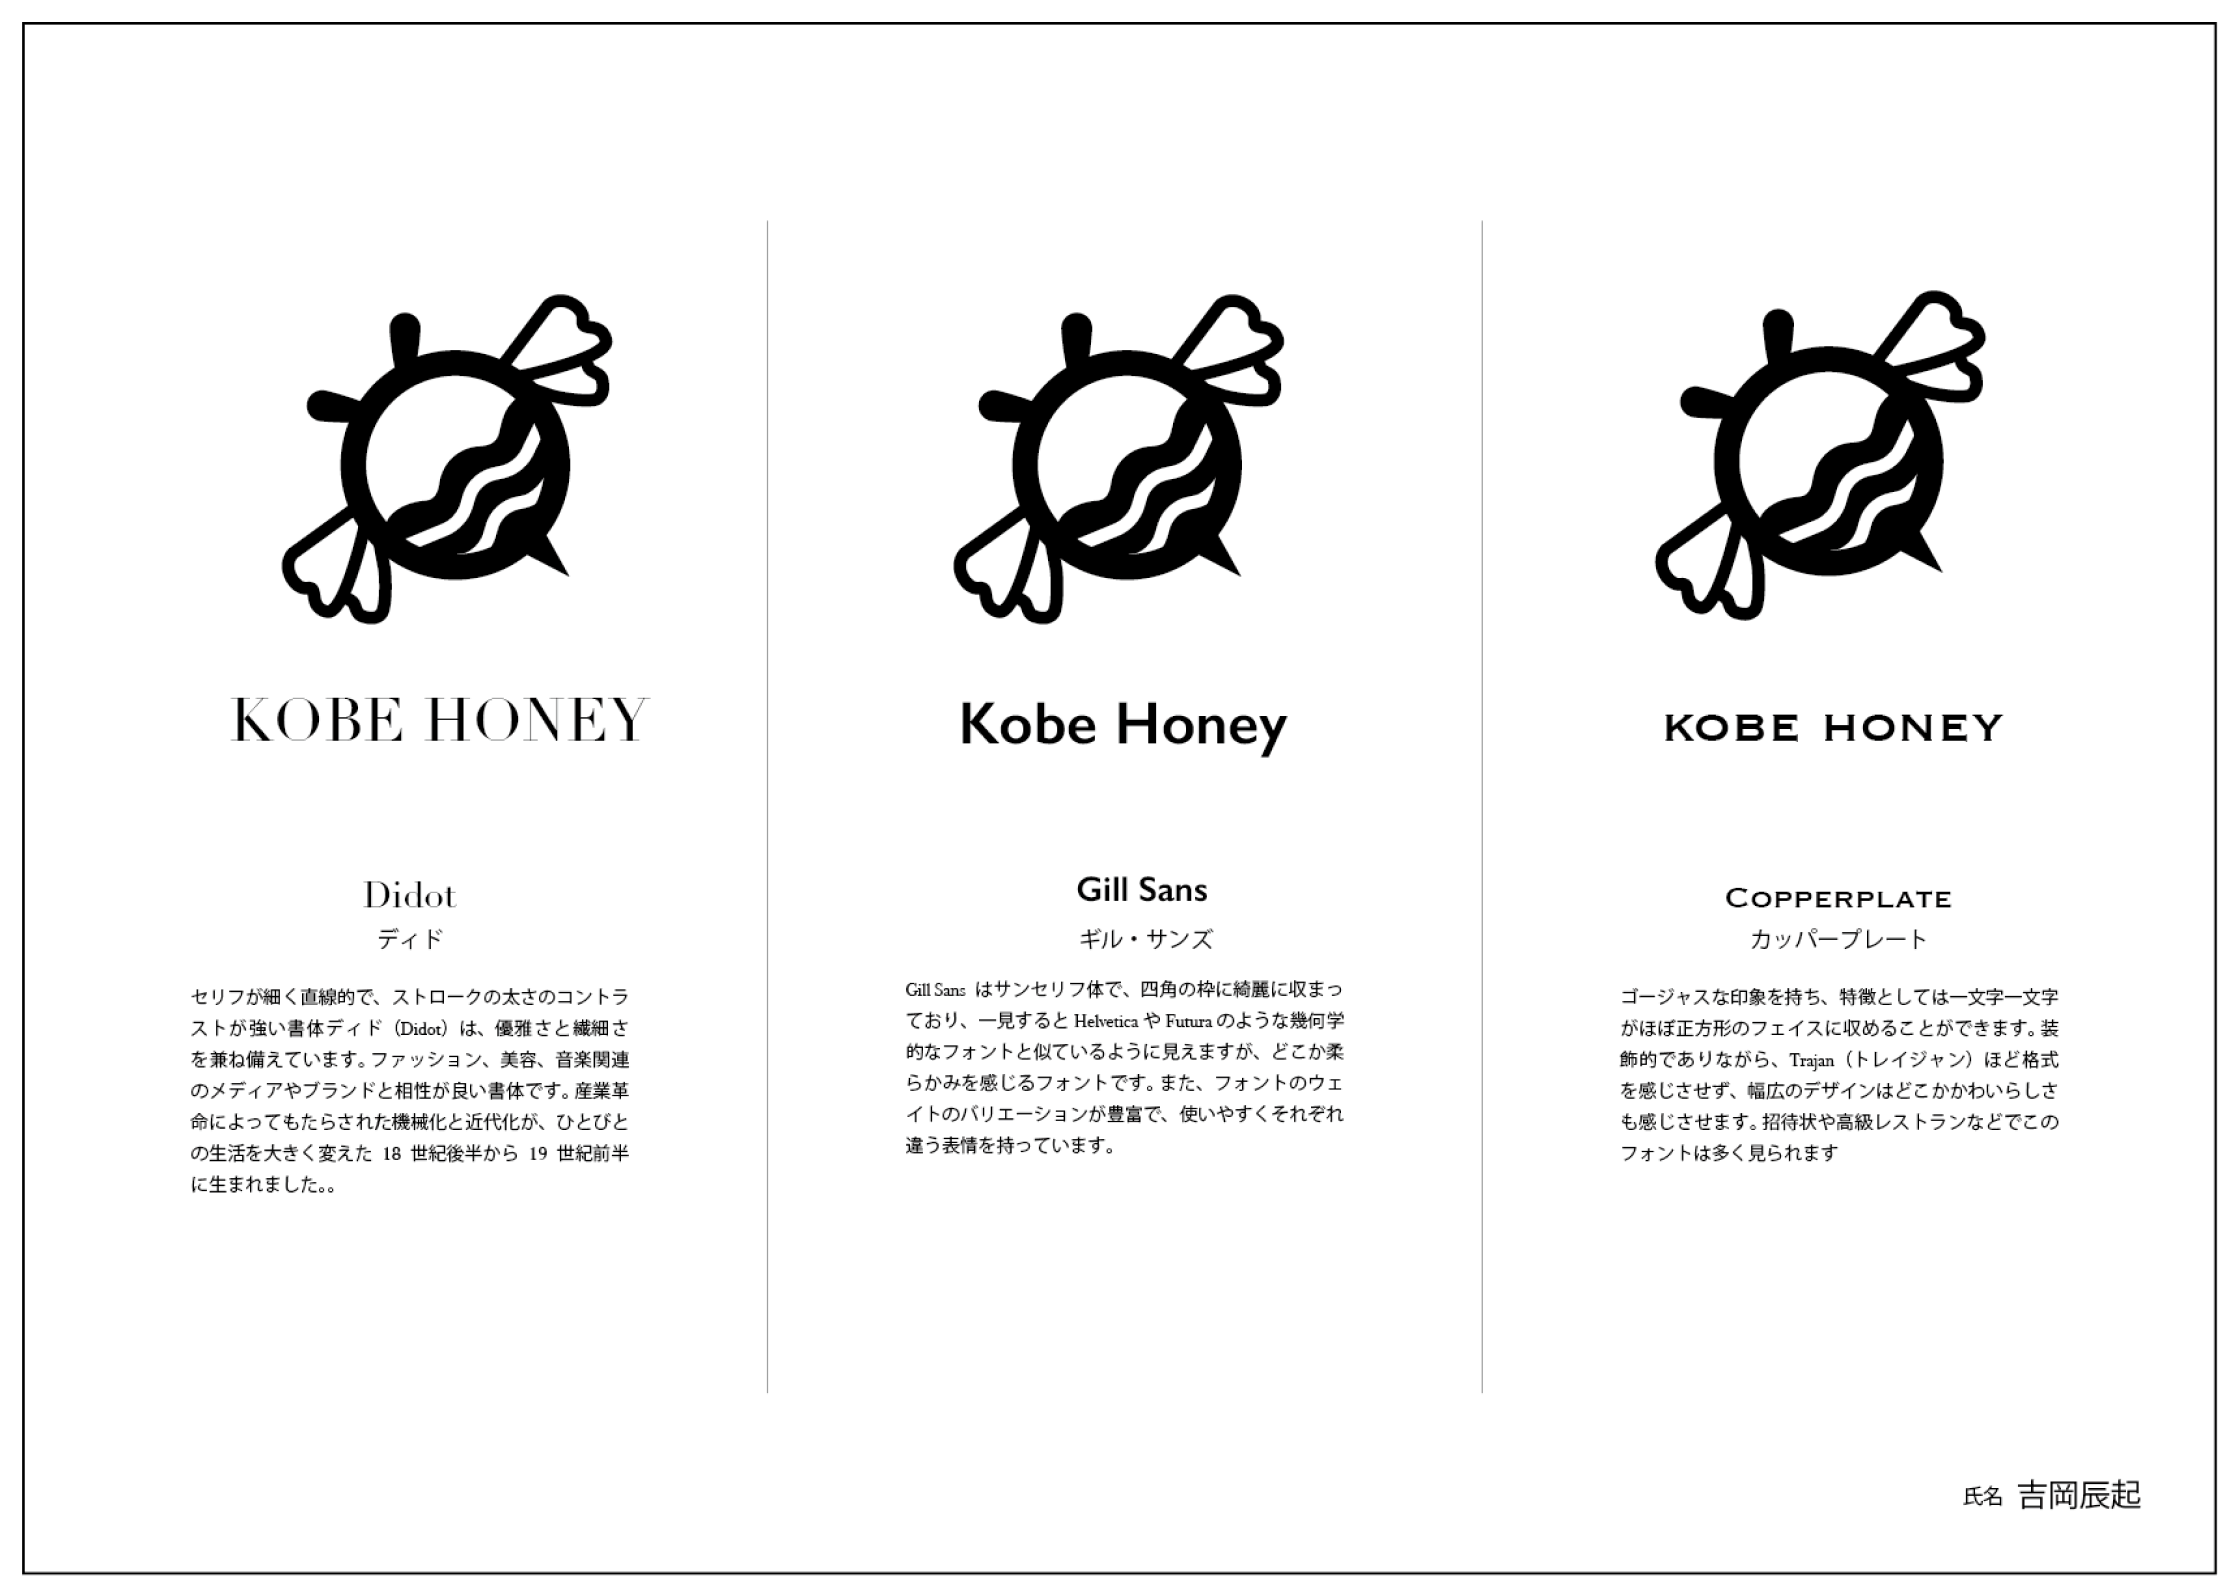 KOBE HONEY
Didot
ディド
セリフが細く直線的で、ストロークの太さのコントラ
ストが強い書体ディド（Didot）は、優雅さと繊細さ
を兼ね備えています。ファッション、美容、音楽関連
のメディアやブランドと相性が良い書体です。産業革
命によってもたらされた機械化と近代化が、ひとびと
の生活を大きく変えた 18 世紀後半から 19 世紀前半
に生まれました。。
Kobe Honey
Gill Sans
ギル・サンズ
Gill Sans はサンセリフ体で、四角の枠に綺麗に収まっ
ており、一見すると Helvetica や Futura のような幾何学
的なフォントと似ているように見えますが、どこか柔
らかみを感じるフォントです。また、フォントのウェ
イトのバリエーションが豊富で、使いやすくそれぞれ
違う表情を持っています。
KOBE HONEY
COPPERPLATE
カッパープレート
ゴージャスな印象を持ち、特徴としては一文字一文字
がほぼ正方形のフェイスに収めることができます。装
飾的でありながら、Trajan（トレイジャン）ほど格式
を感じさせず、幅広のデザインはどこかかわいらしさ
も感じさせます。招待状や高級レストランなどでこの
フォントは多く見られます
氏名 吉岡辰起